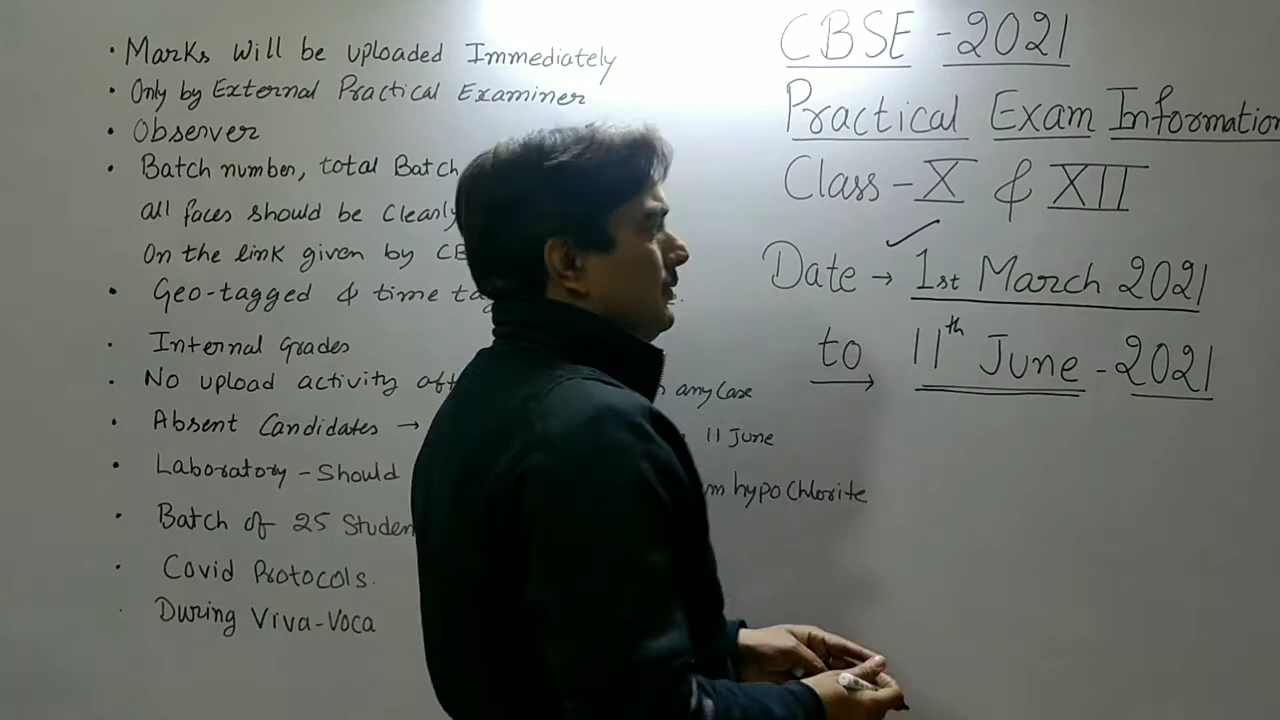 • Marks will be uploaded Immediately
• Only by External Practical Examiner
• Observer
• Batch number, total Batch
all faces should be Clearly
On the link given by CB
• Geo-tagged & time
• Internal Grades
• No upload activity any Case
• Absent Candidates → 11 June
• Laboratory - Should hypo Chlorite
• Batch of 25
• Covid Protocols.
• During Viva-Voca
CBSE - 2021
Practical Exam Information
Class - X & XII
Date → 1st March 2021
to 11th June - 2021